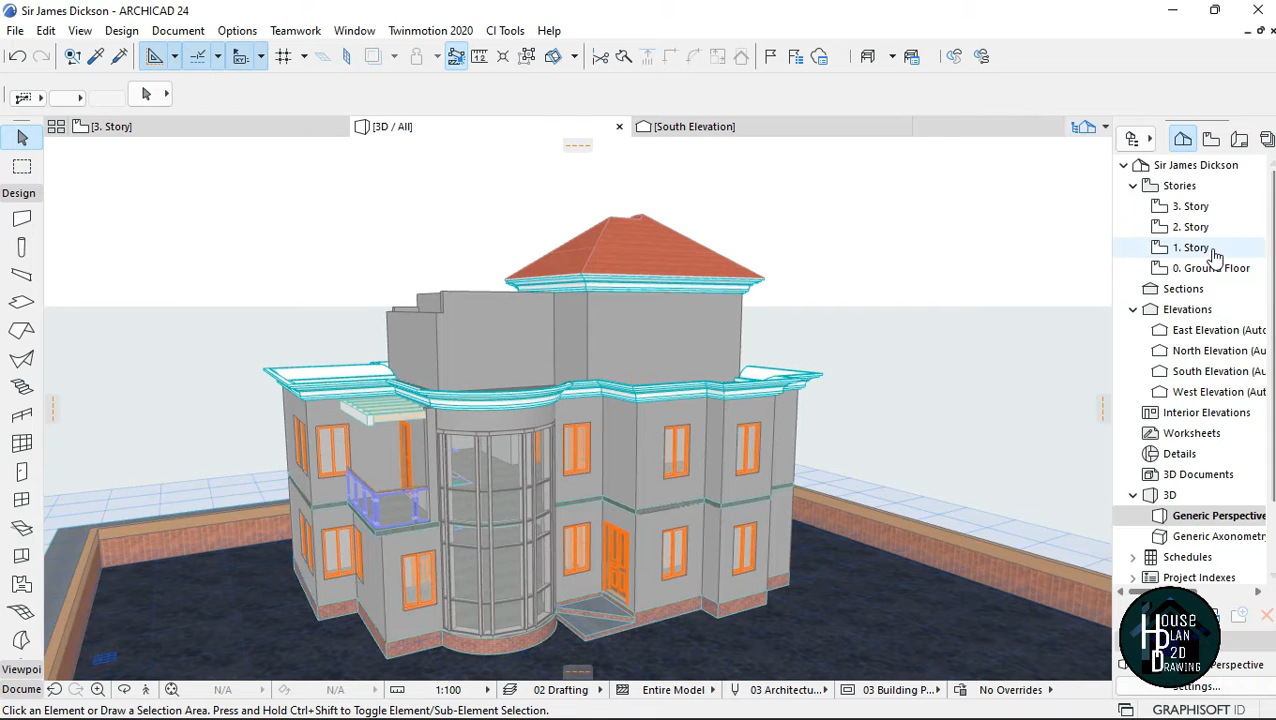 Sir James Dickson - ARCHICAD 24
File Edit View Design Document Options Teamwork Window Twinmotion 2020 CI Tools Help
[3. Story] [3D / All] [South Elevation]
Design
Sir James Dickson
Stories
3. Story
2. Story
1. Story
0. Ground Floor
Sections
Elevations
East Elevation (Auto
North Elevation (Au
South Elevation (Au
West Elevation (Aut
Interior Elevations
Worksheets
Details
3D Documents
3D
Generic Perspective
Generic Axonometr
Schedules
Project Indexes
HOUSE
PLAN
2D
DRAWING
Viewpoi
Perspective
Docume N/A N/A 1:100 02 Drafting Entire Model 03 Architectu... 03 Building P... No Overrides
Settings...
Click an Element or Draw a Selection Area. Press and Hold Ctrl+Shift to Toggle Element/Sub-Element Selection.
GRAPHISOFT ID